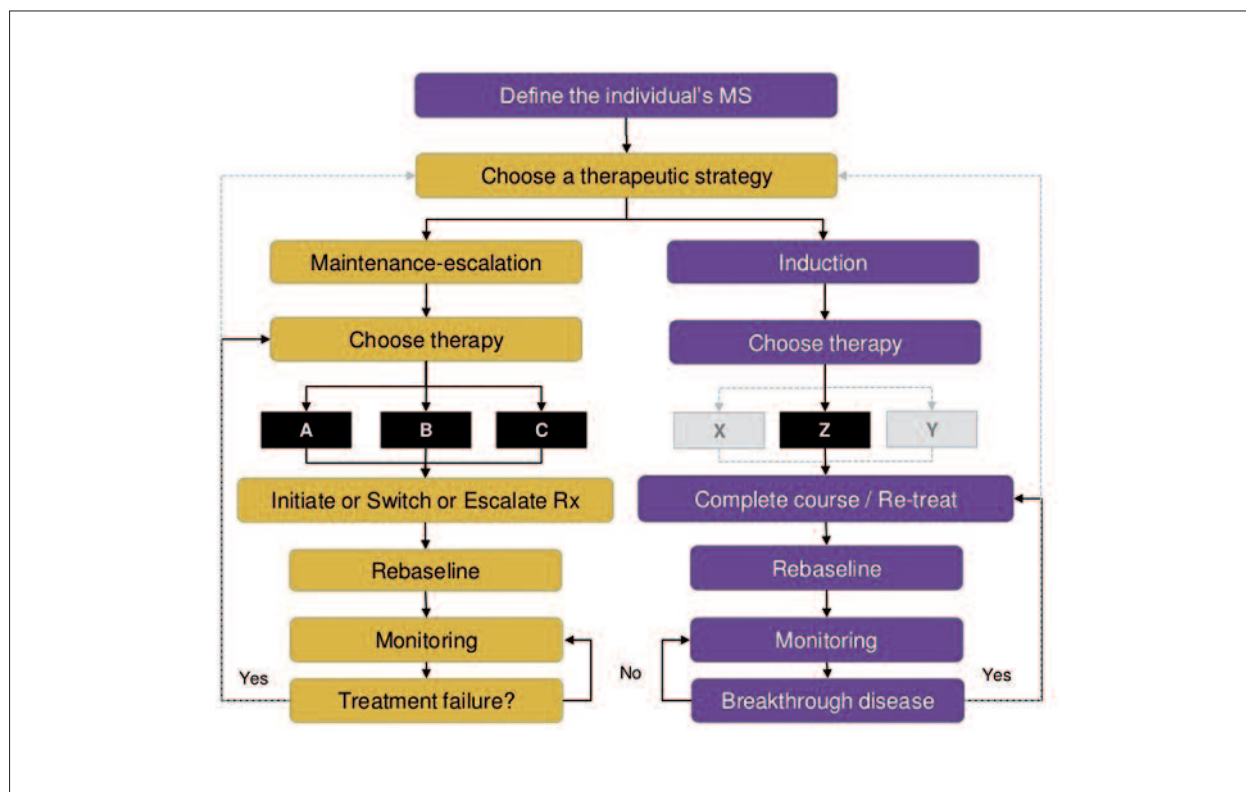 Define the individual's MS
Choose a therapeutic strategy
Maintenance-escalation
Induction
Choose therapy
Choose therapy
A
B
C
X
Z
Y
Initiate or Switch or Escalate Rx
Complete course / Re-treat
Rebaseline
Rebaseline
Monitoring
Monitoring
Yes
No
Yes
Treatment failure?
Breakthrough disease